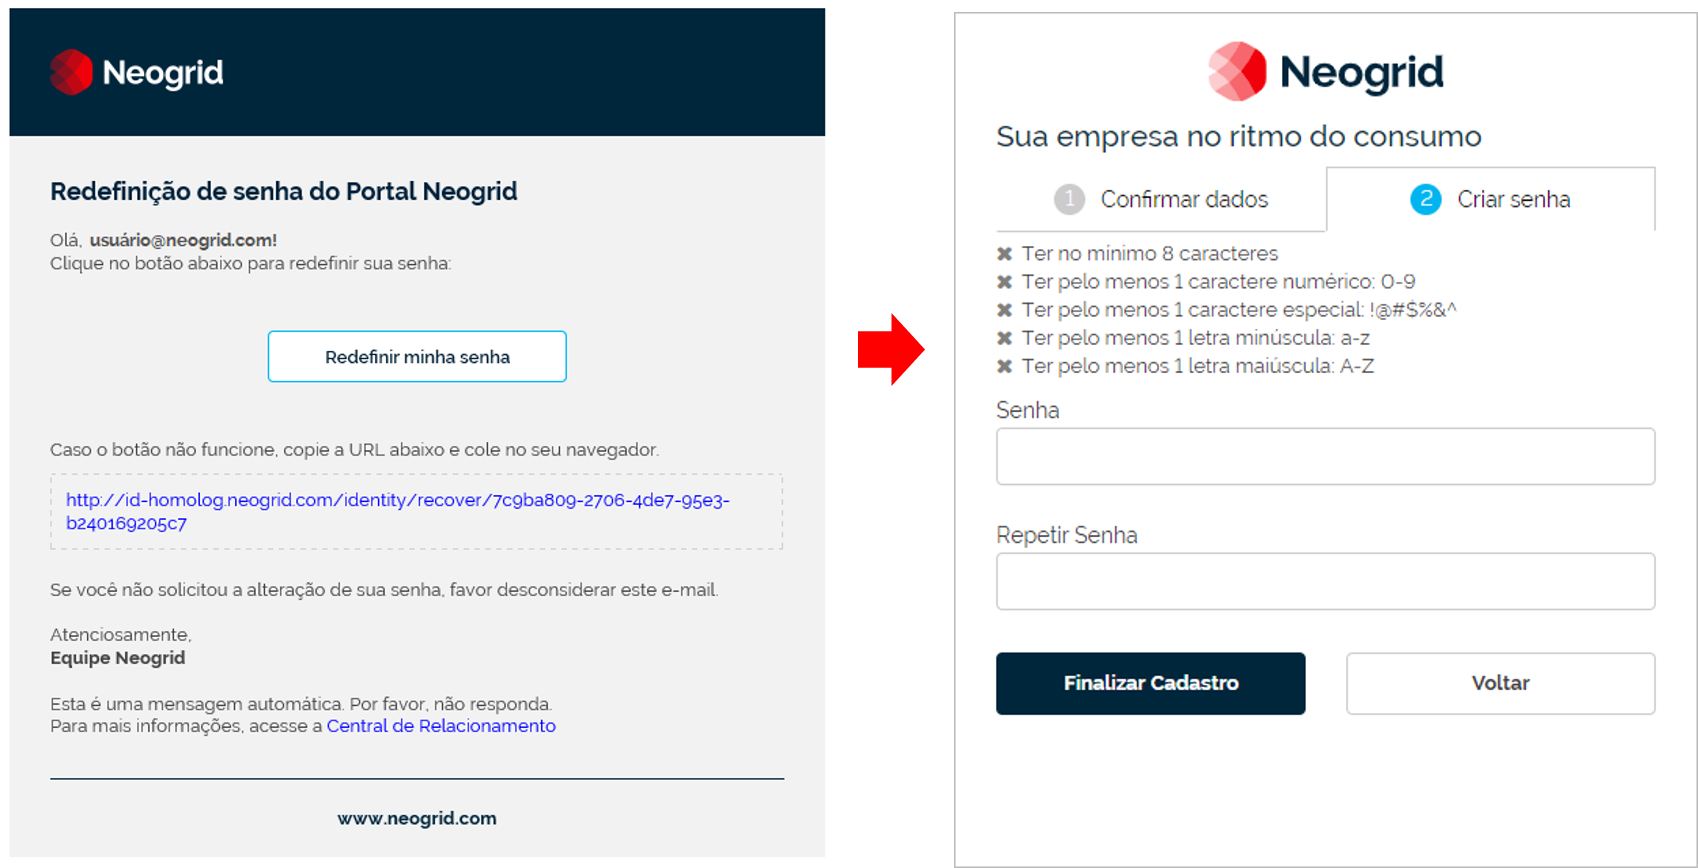 Neogrid
Redefinição de senha do Portal Neogrid
Olá, usuário@neogrid.com!
Clique no botão abaixo para redefinir sua senha:
Redefinir minha senha
Caso o botão não funcione, copie a URL abaixo e cole no seu navegador.
http://id-homolog.neogrid.com/identity/recover/7c9ba809-2706-4de7-95e3-
b240169205c7
Se você não solicitou a alteração de sua senha, favor desconsiderar este e-mail.
Atenciosamente,
Equipe Neogrid
Esta é uma mensagem automática. Por favor, não responda.
Para mais informações, acesse a Central de Relacionamento
www.neogrid.com
Neogrid
Sua empresa no ritmo do consumo
1 Confirmar dados
2 Criar senha
✖ Ter no mínimo 8 caracteres
✖ Ter pelo menos 1 caractere numérico: 0-9
✖ Ter pelo menos 1 caractere especial: !@#$%&^
✖ Ter pelo menos 1 letra minúscula: a-z
✖ Ter pelo menos 1 letra maiúscula: A-Z
Senha
Repetir Senha
Finalizar Cadastro
Voltar